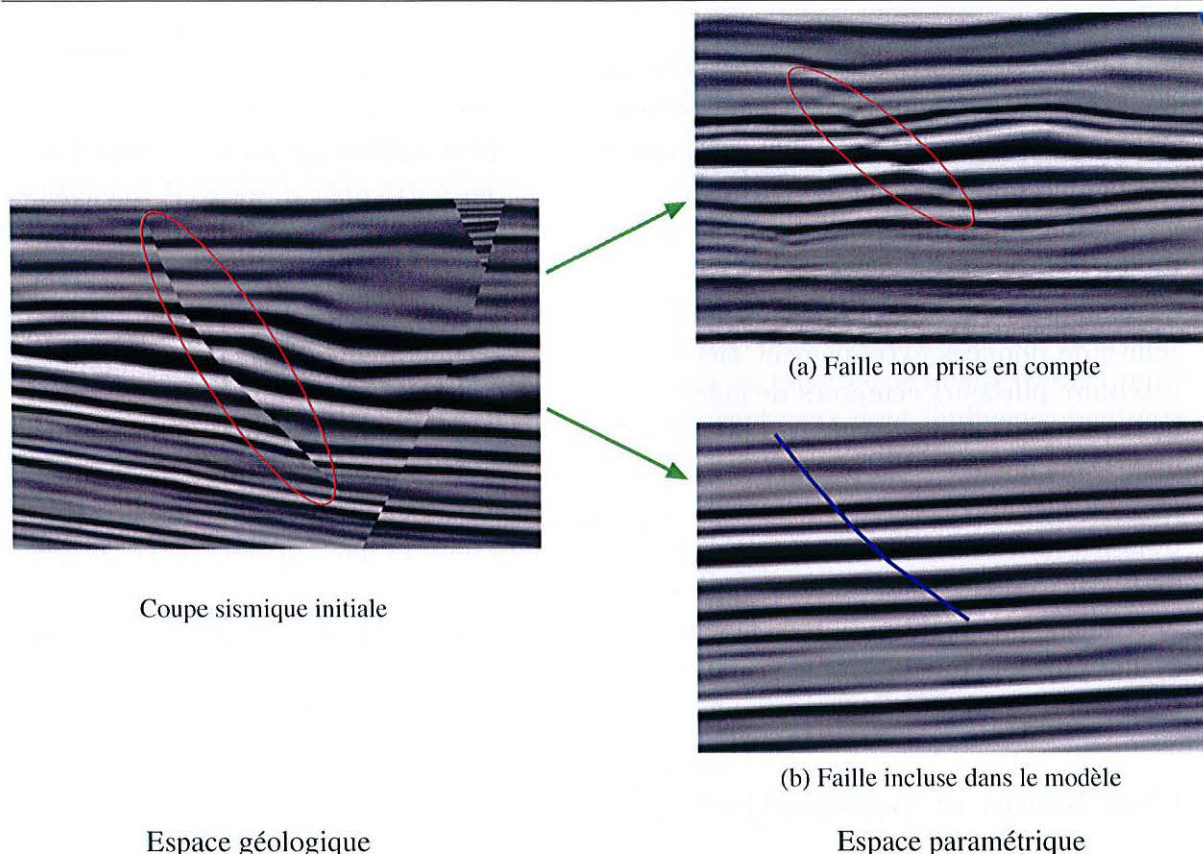 (a) Faille non prise en compte
Coupe sismique initiale
(b) Faille incluse dans le modèle
Espace géologique
Espace paramétrique